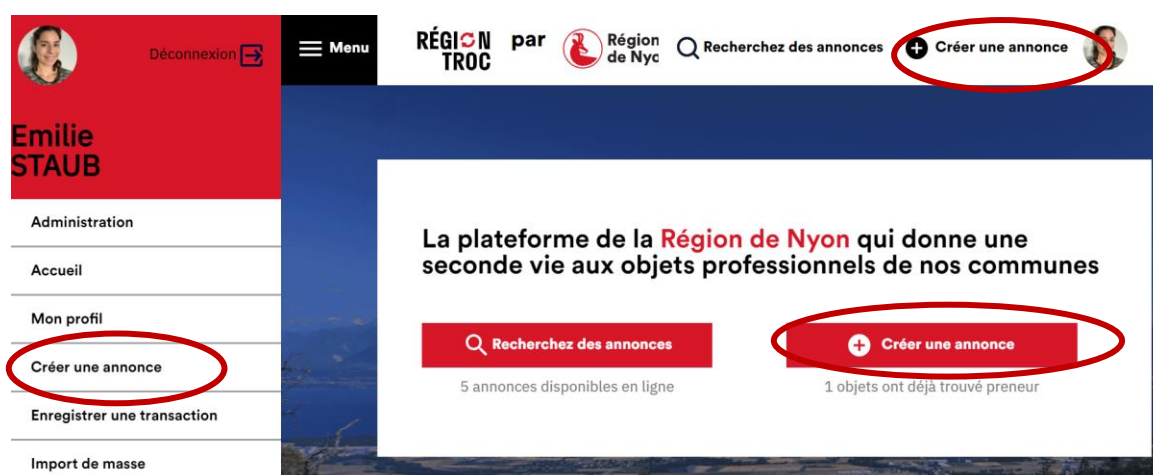 Déconnexion
Emilie
STAUB
Administration
Accueil
Mon profil
Créer une annonce
Enregistrer une transaction
Import de masse
Menu
RÉGION
TROC
par
Région
de Nyc
Recherchez des annonces
Créer une annonce
La plateforme de la Région de Nyon qui donne une
seconde vie aux objets professionnels de nos communes
Recherchez des annonces
5 annonces disponibles en ligne
Créer une annonce
1 objets ont déjà trouvé preneur